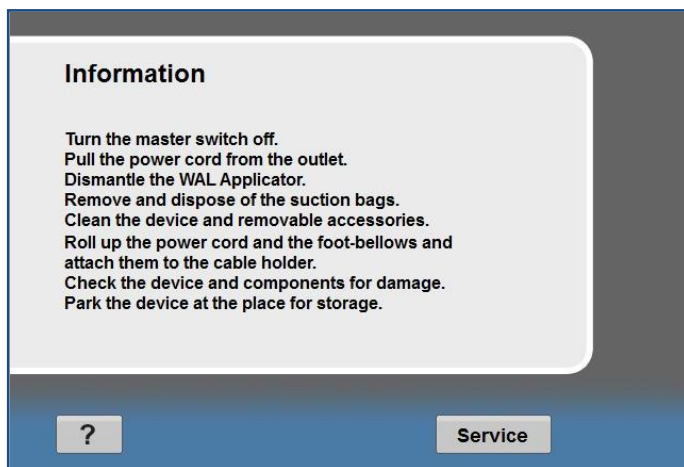 Information
Turn the master switch off.
Pull the power cord from the outlet.
Dismantle the WAL Applicator.
Remove and dispose of the suction bags.
Clean the device and removable accessories.
Roll up the power cord and the foot-bellows and
attach them to the cable holder.
Check the device and components for damage.
Park the device at the place for storage.
?
Service